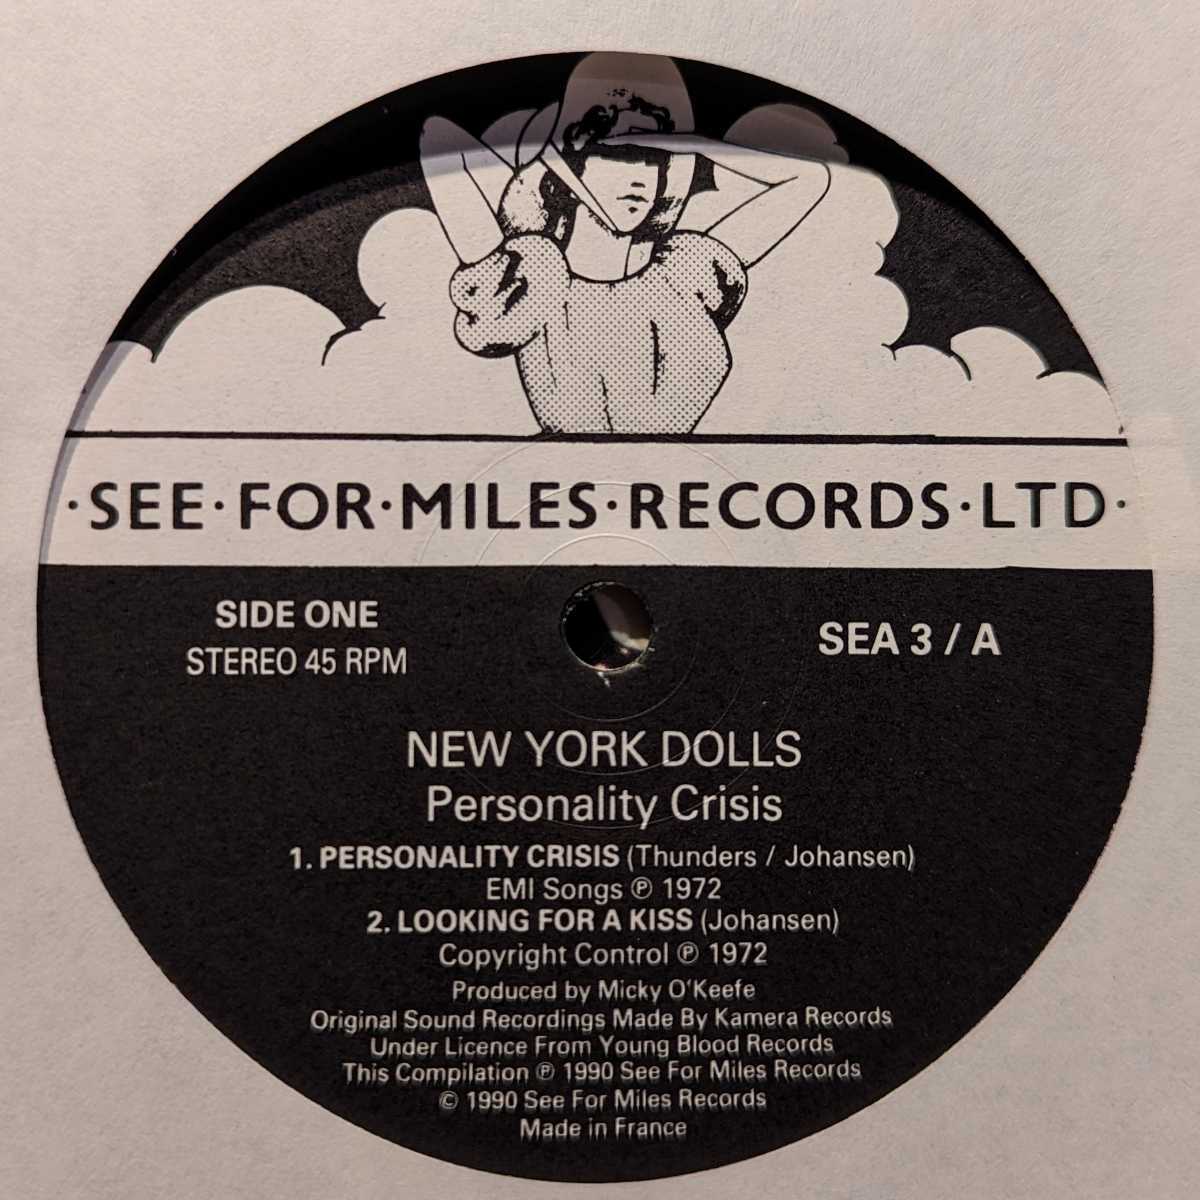 ·SEE·FOR·MILES·RECORDS·LTD·
SIDE ONE
STEREO 45 RPM
SEA 3 / A
NEW YORK DOLLS
Personality Crisis
1. PERSONALITY CRISIS (Thunders / Johansen)
EMI Songs ℗ 1972
2. LOOKING FOR A KISS (Johansen)
Copyright Control ℗ 1972
Produced by Micky O'Keefe
Original Sound Recordings Made By Kamera Records
Under Licence From Young Blood Records
This Compilation ℗ 1990 See For Miles Records
© 1990 See For Miles Records
Made in France